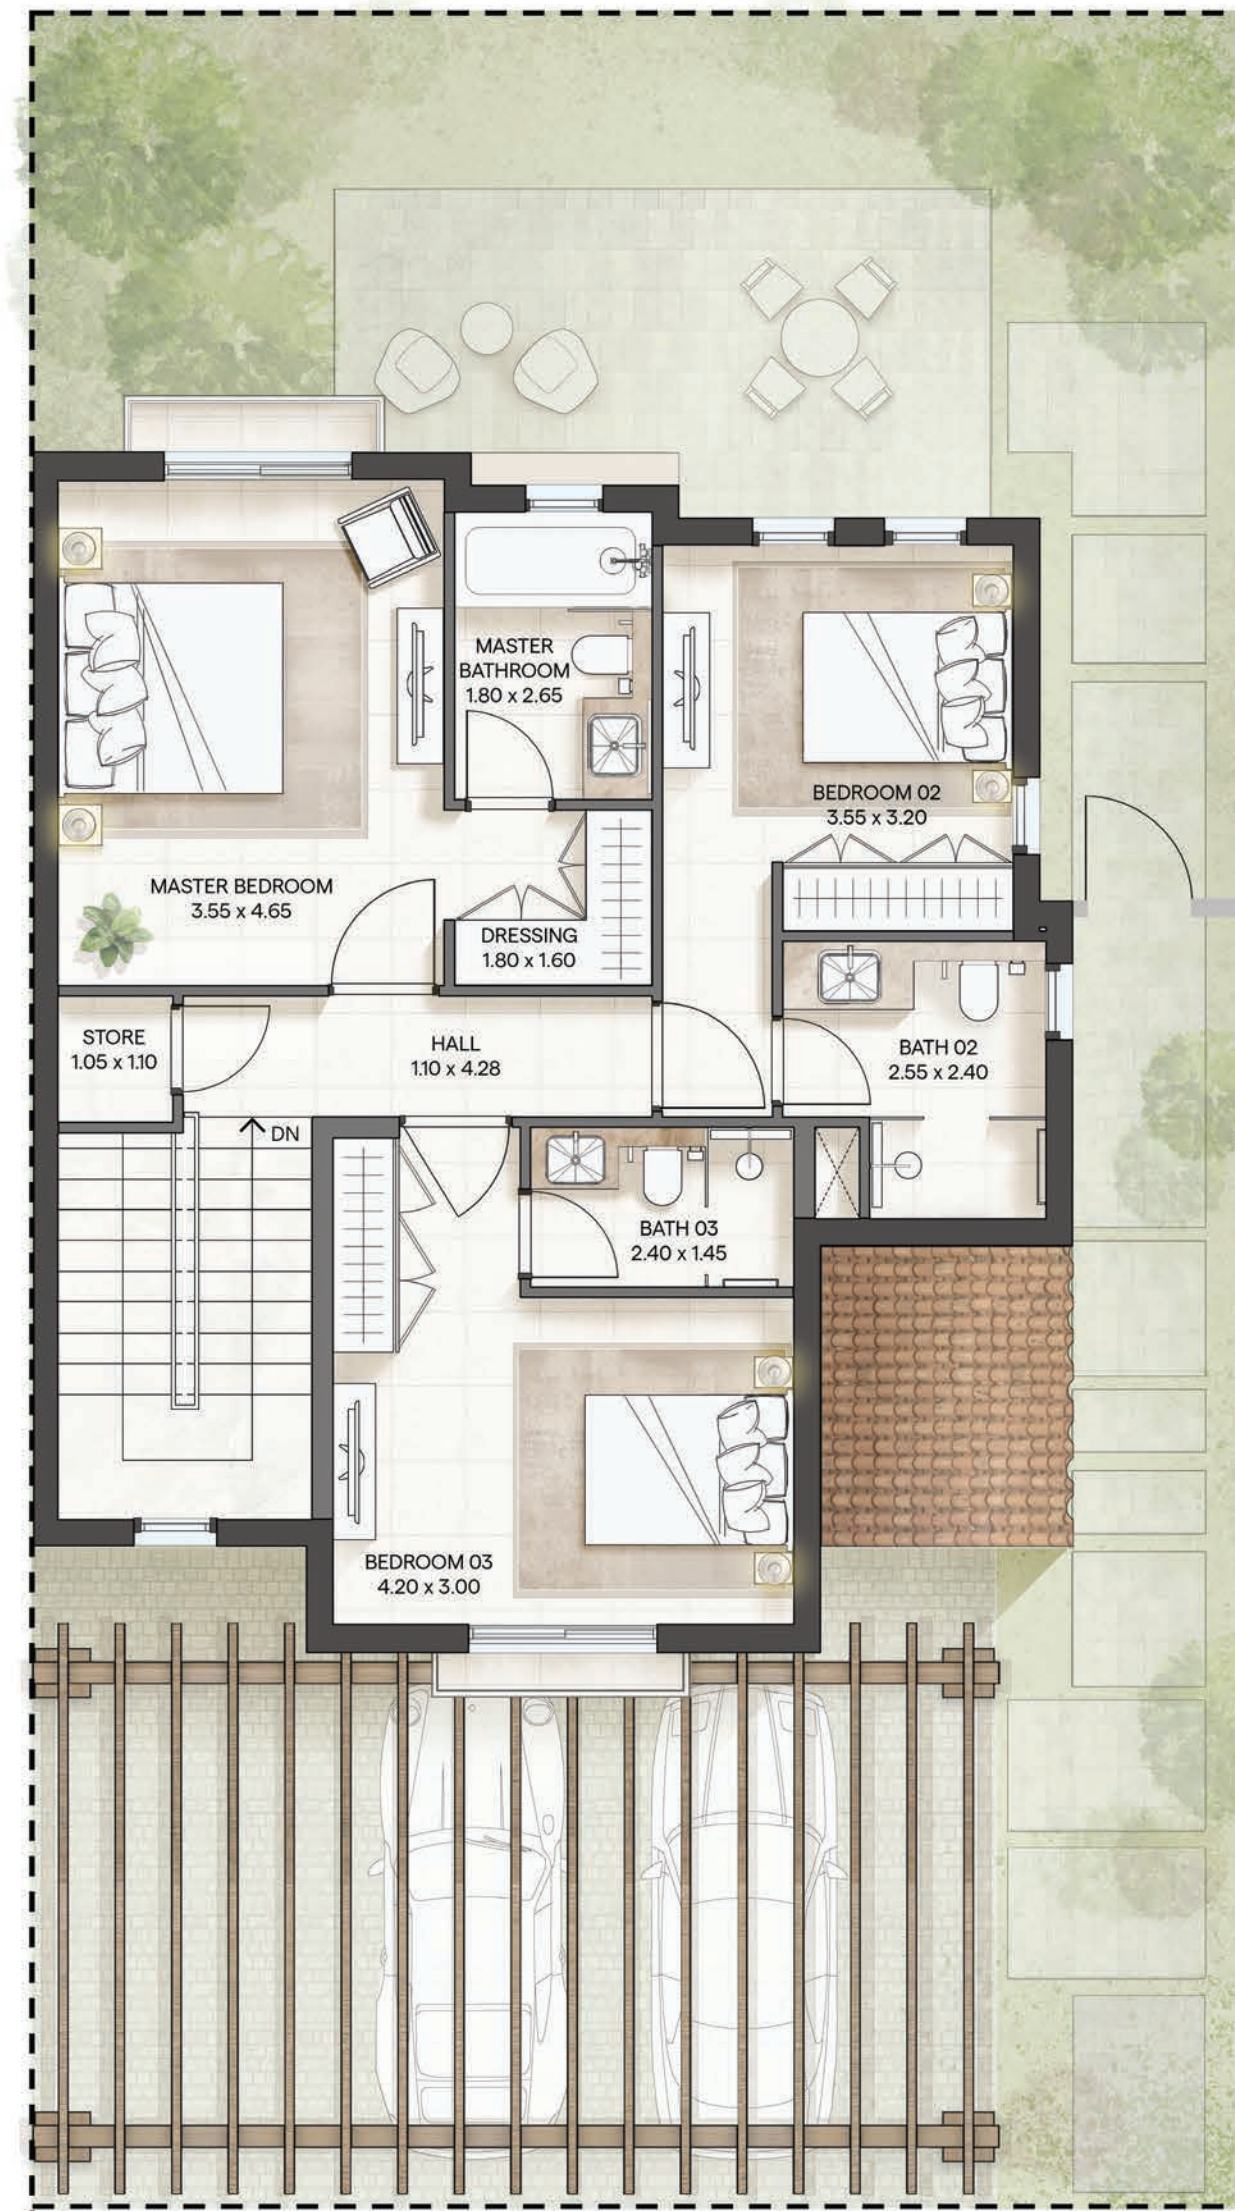 MASTER
BATHROOM
1.80 x 2.65
BEDROOM 02
3.55 x 3.20
MASTER BEDROOM
3.55 x 4.65
DRESSING
1.80 x 1.60
STORE
1.05 x 1.10
HALL
1.10 x 4.28
BATH 02
2.55 x 2.40
DN
BATH 03
2.40 x 1.45
BEDROOM 03
4.20 x 3.00